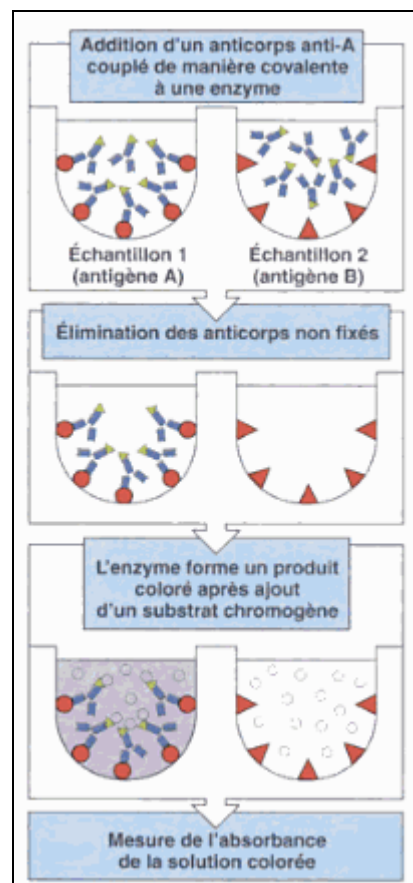 Addition d'un anticorps anti-A
couplé de manière covalente
à une enzyme
Échantillon 1 Échantillon 2
(antigène A) (antigène B)
Élimination des anticorps non fixés
L'enzyme forme un produit
coloré après ajout
d'un substrat chromogène
Mesure de l'absorbance
de la solution colorée